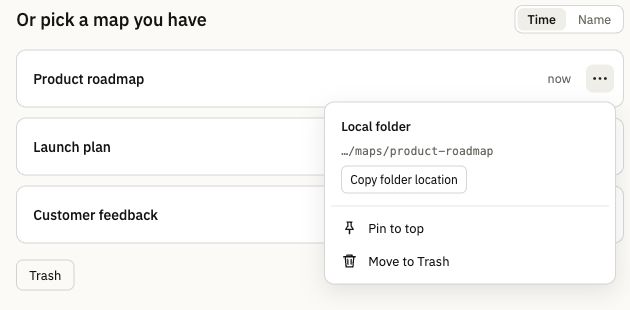 Or pick a map you have
Time Name
Product roadmap now
Local folder
…/maps/product-roadmap
Launch plan
Copy folder location
Customer feedback
Pin to top
Move to Trash
Trash